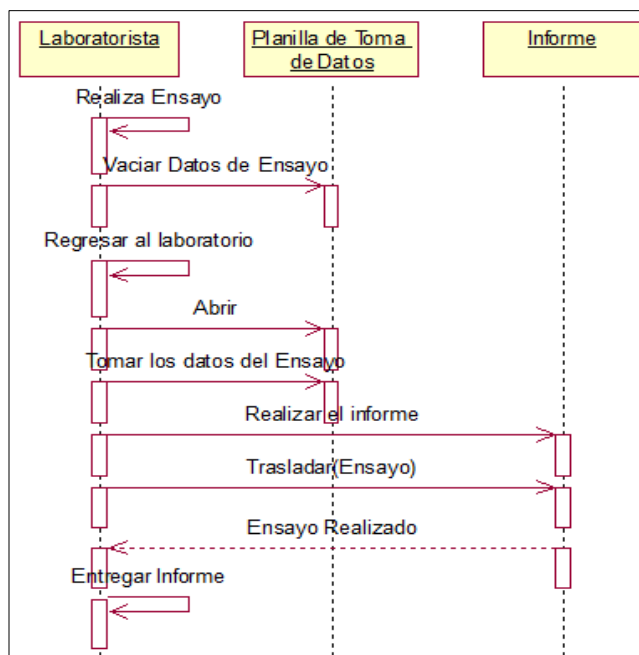 Laboratorista
Planilla de Toma
de Datos
Informe
Realiza Ensayo
Vaciar Datos de Ensayo
Regresar al laboratorio
Abrir
Tomar los datos del Ensayo
Realizar el informe
Trasladar(Ensayo)
Ensayo Realizado
Entregar Informe